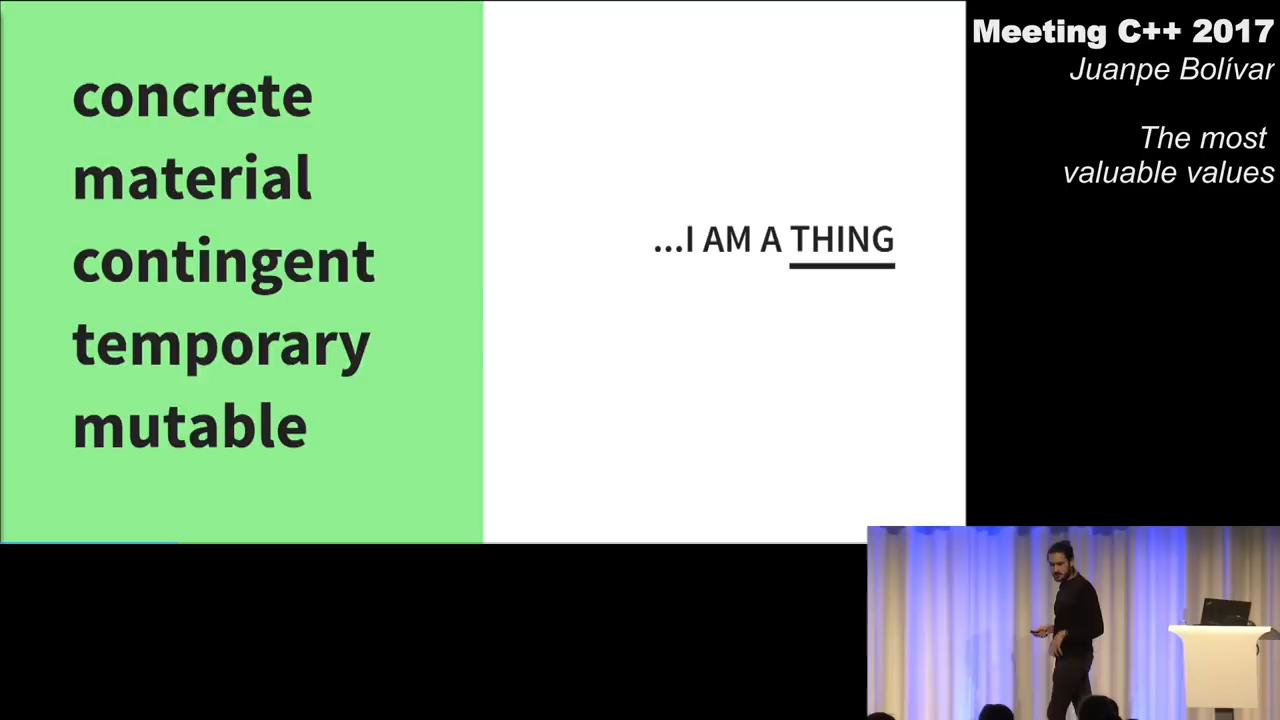 concrete
material
contingent
temporary
mutable
...I AM A THING
Meeting C++ 2017
Juanpe Bolívar
The most
valuable values